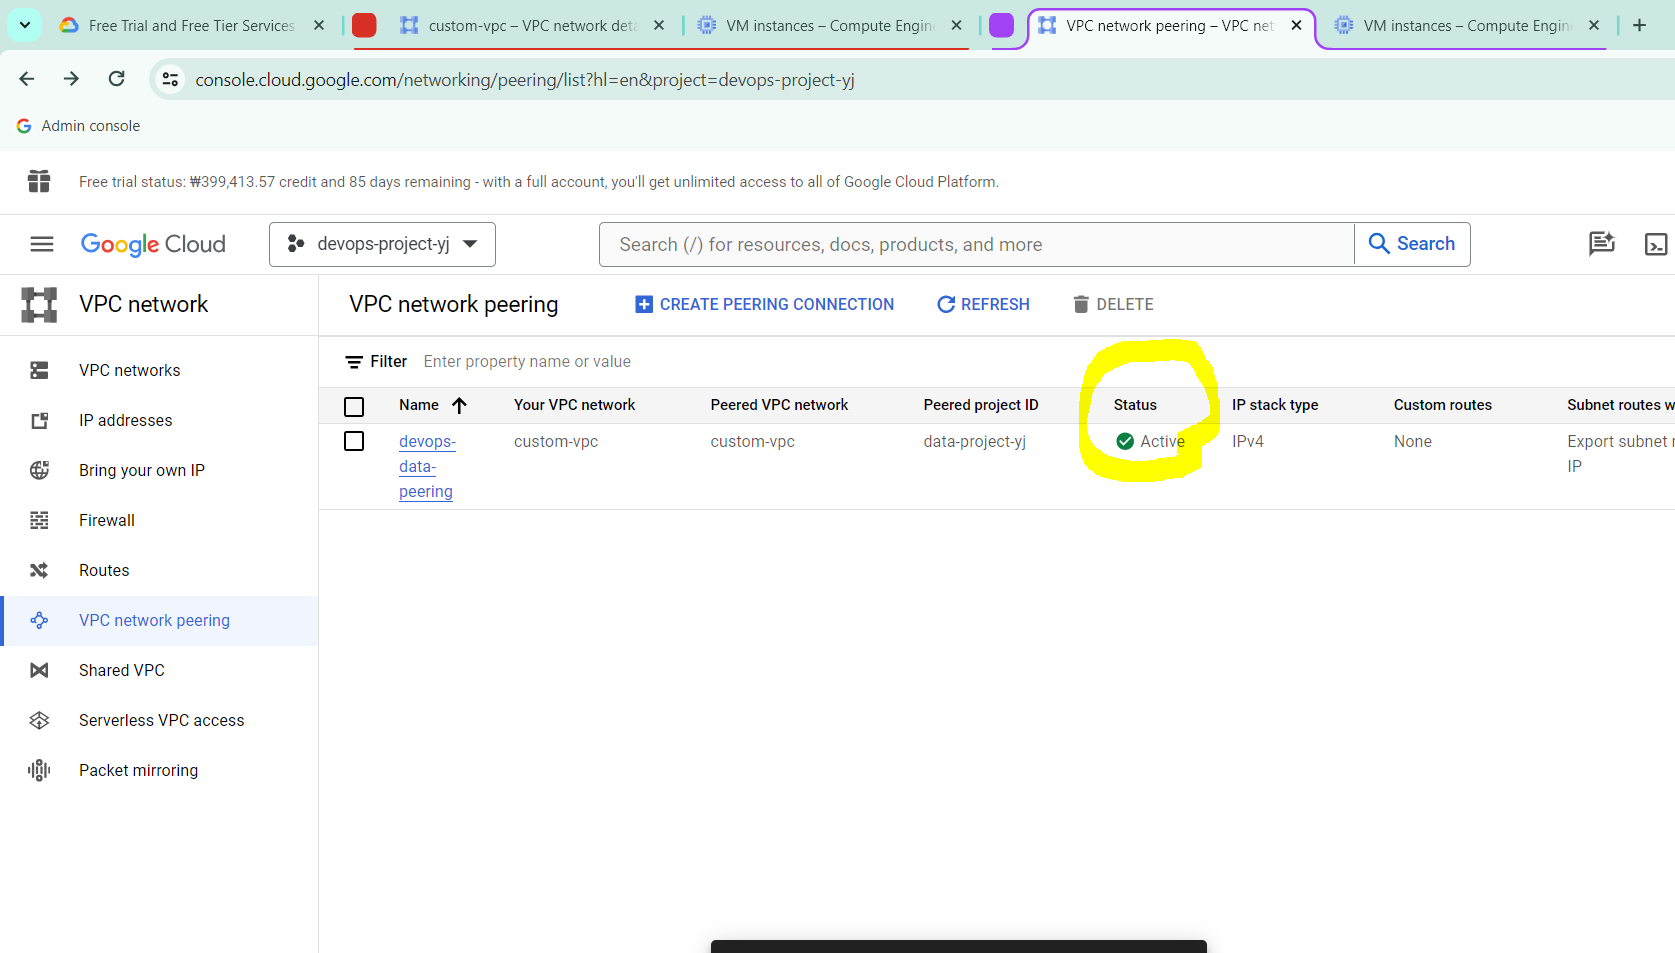 Free Trial and Free Tier Services
custom-vpc – VPC network deta
VM instances – Compute Engine
VPC network peering – VPC net
VM instances – Compute Engin
console.cloud.google.com/networking/peering/list?hl=en&project=devops-project-yj
Admin console
Free trial status: ₩399,413.57 credit and 85 days remaining - with a full account, you'll get unlimited access to all of Google Cloud Platform.
Google Cloud
devops-project-yj
Search (/) for resources, docs, products, and more
Search
VPC network
VPC network peering
CREATE PEERING CONNECTION
REFRESH
DELETE
VPC networks
IP addresses
Bring your own IP
Firewall
Routes
VPC network peering
Shared VPC
Serverless VPC access
Packet mirroring
Filter Enter property name or value
Name Your VPC network Peered VPC network Peered project ID Status IP stack type Custom routes Subnet routes w
devops- custom-vpc custom-vpc data-project-yj Active IPv4 None Export subnet r
data- IP
peering